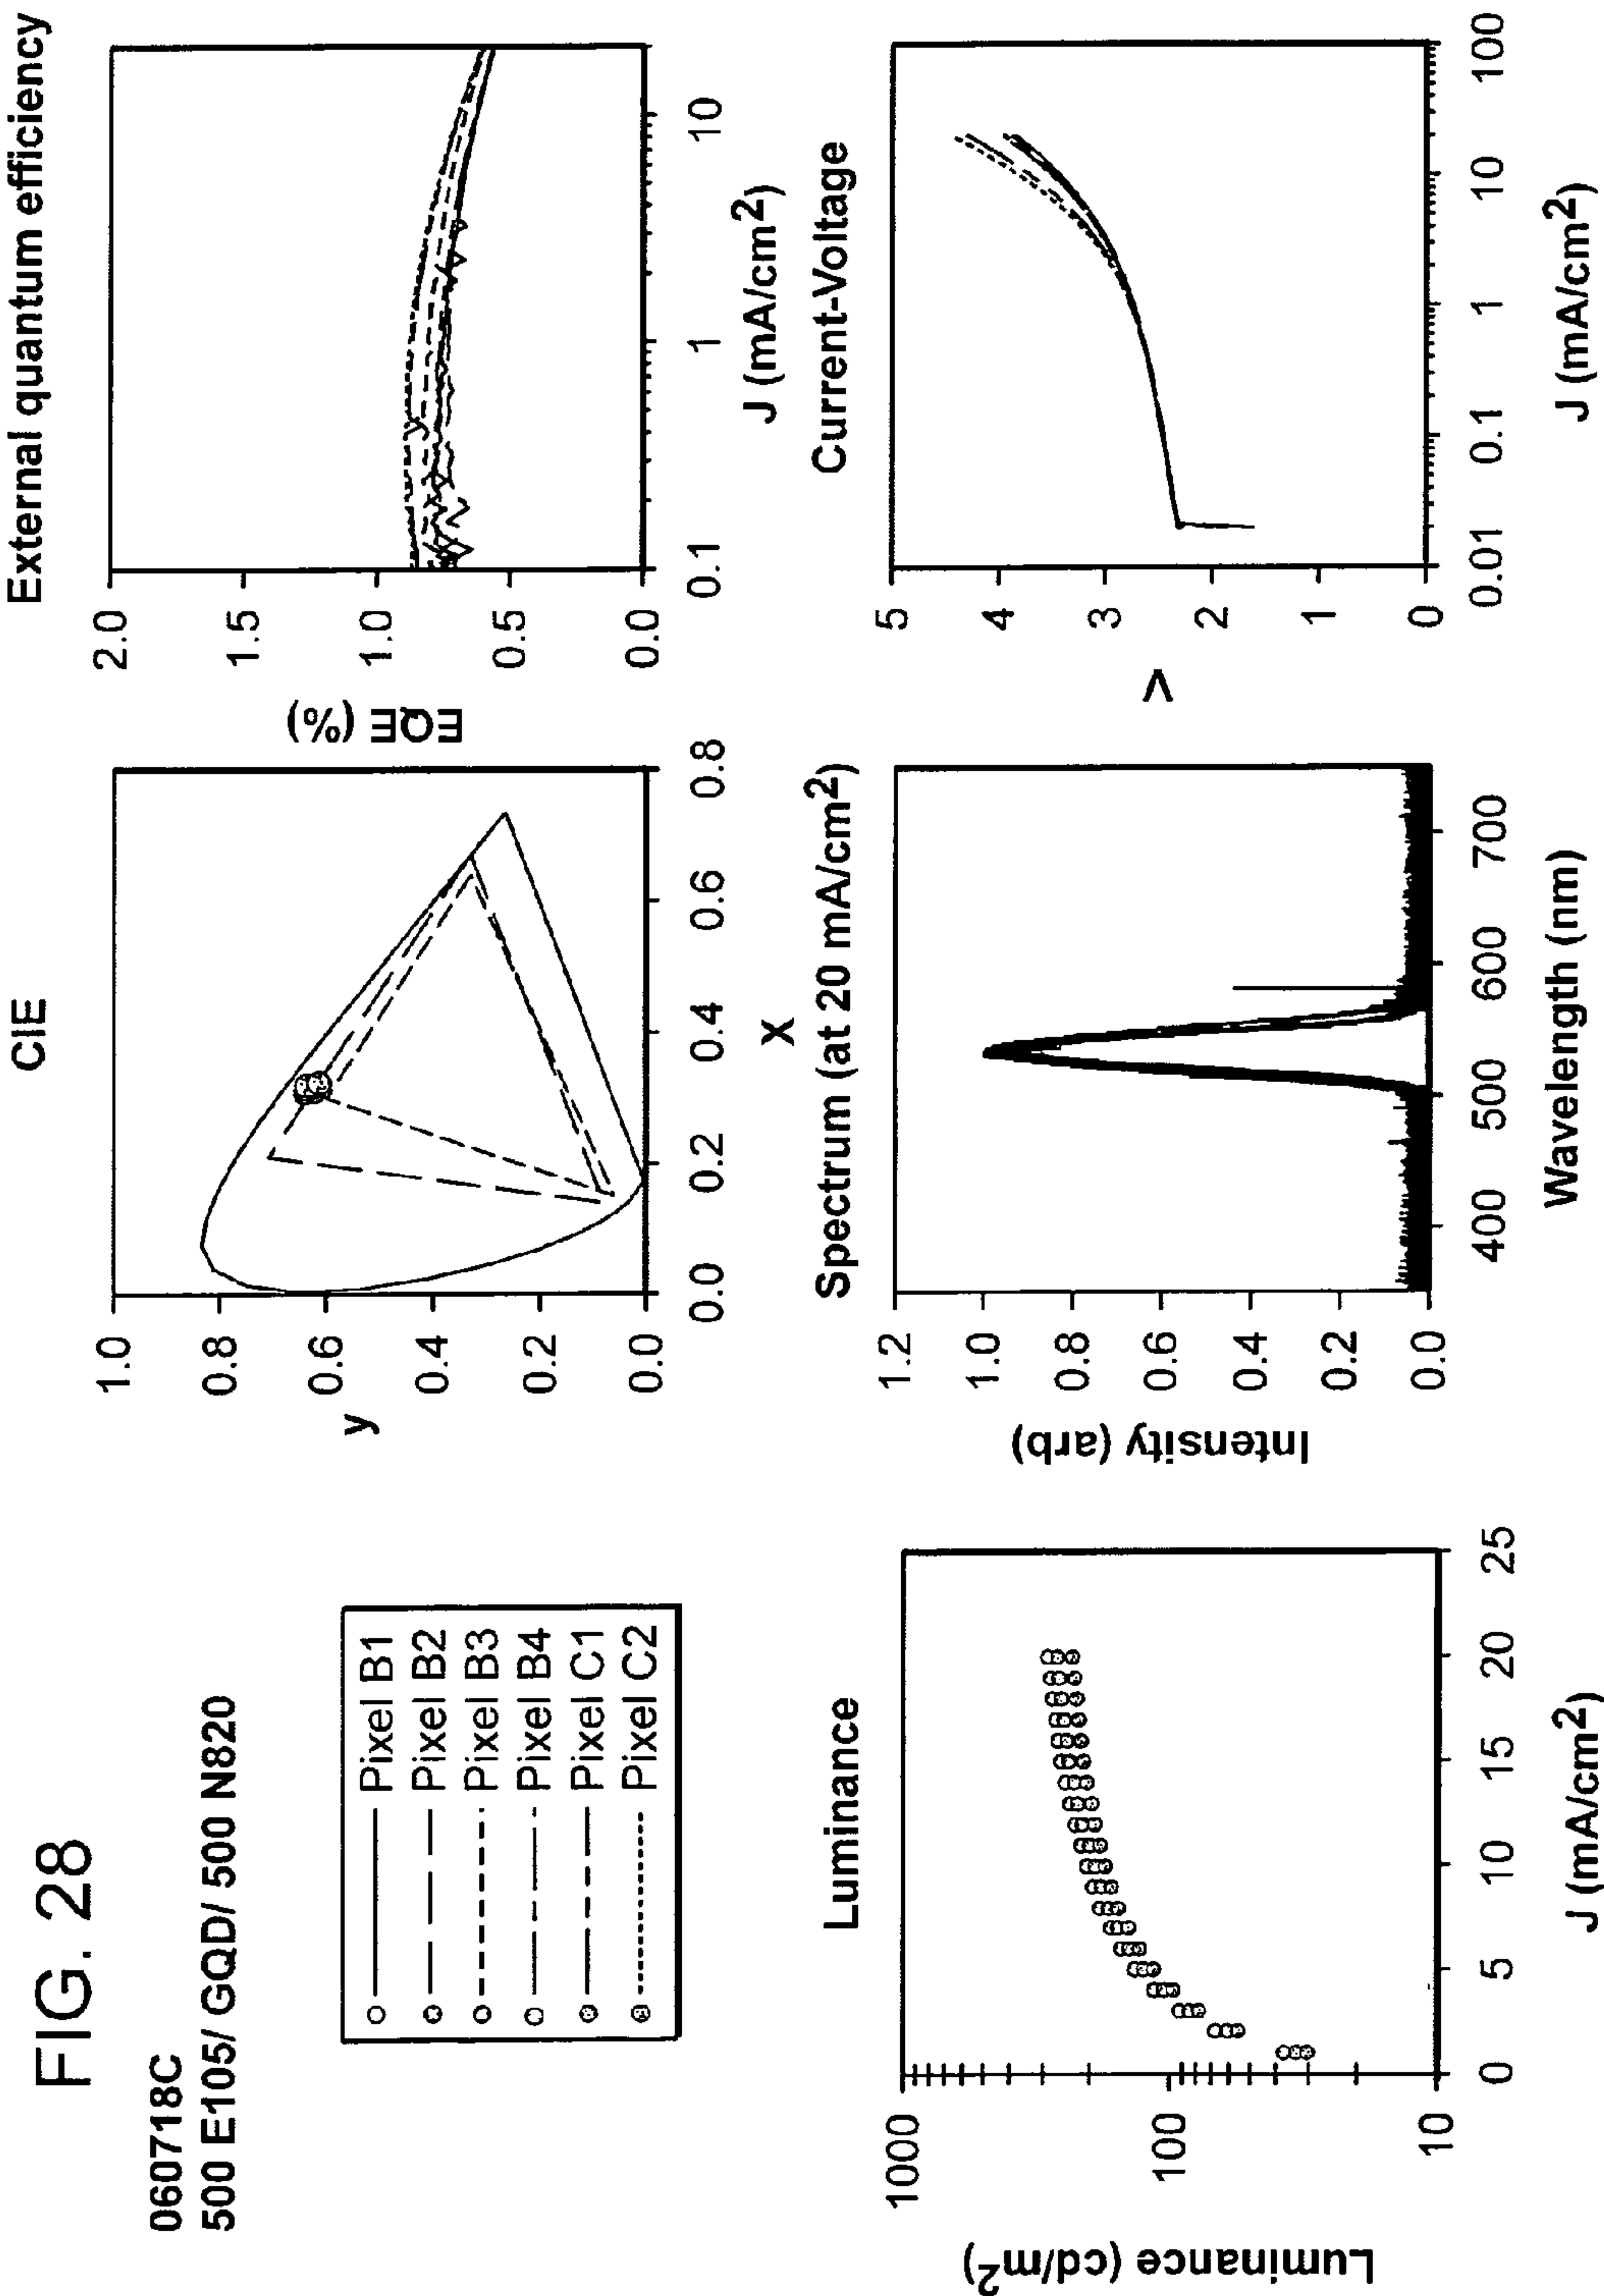 FIG. 28
060718C
500 E105/ GQD/ 500 N820
Pixel B1
Pixel B2
Pixel B3
Pixel B4
Pixel C1
Pixel C2
CIE
y
1.0
0.8
0.6
0.4
0.2
0.0
0.0 0.2 0.4 0.6 0.8
X
External quantum efficiency
EQE (%)
2.0
1.5
1.0
0.5
0.0
0.1 1 10
J (mA/cm2)
Luminance
Luminance (cd/m2)
1000
100
10
0 5 10 15 20 25
J (mA/cm2)
Spectrum (at 20 mA/cm2)
Intensity (arb)
1.2
1.0
0.8
0.6
0.4
0.2
0.0
400 500 600 700
Wavelength (nm)
Current-Voltage
V
5
4
3
2
1
0
0.01 0.1 1 10 100
J (mA/cm2)